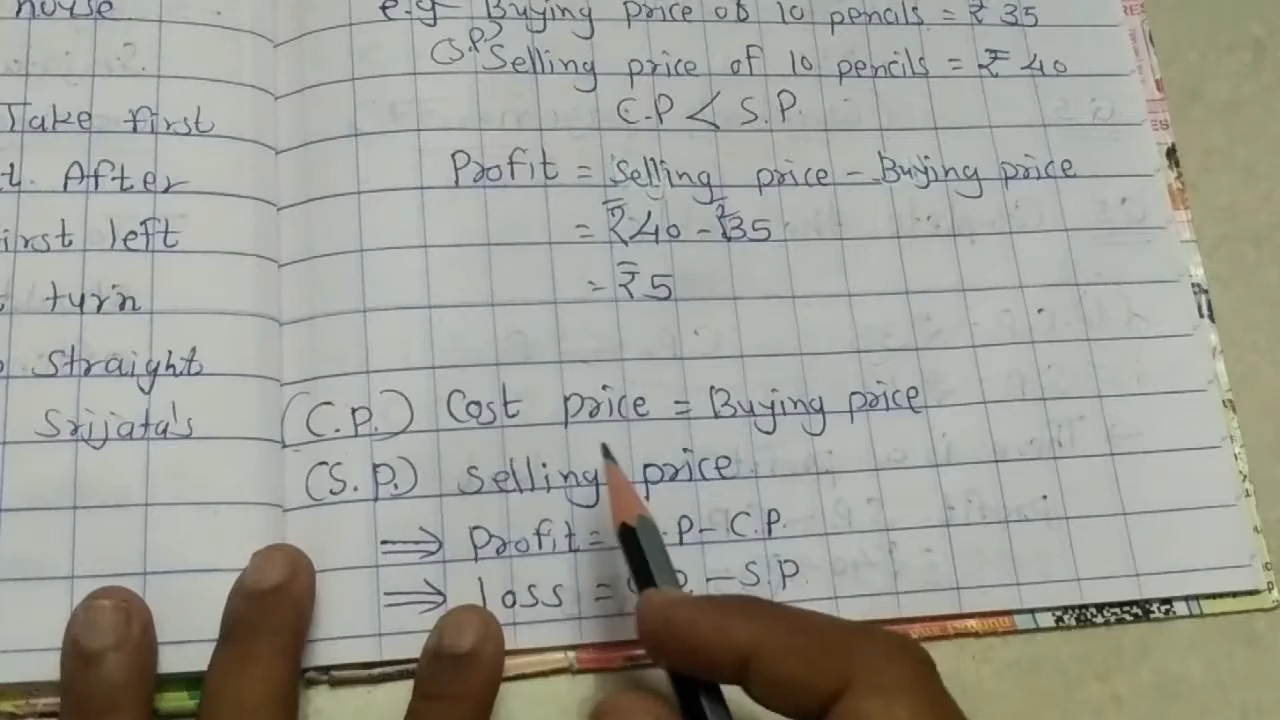 house
Take first
t. After
irst left
turn
Straight
Srijata's
e.g Buying price of 10 pencils = ₹ 35
(S.P) Selling price of 10 pencils = ₹ 40
C.P < S.P.
Profit = Selling price - Buying price
= ₹40 - ₹35
= ₹5
(C.P.) Cost price = Buying price
(S.P.) Selling price
⇒ Profit = .P - C.P.
⇒ loss = - S.P.